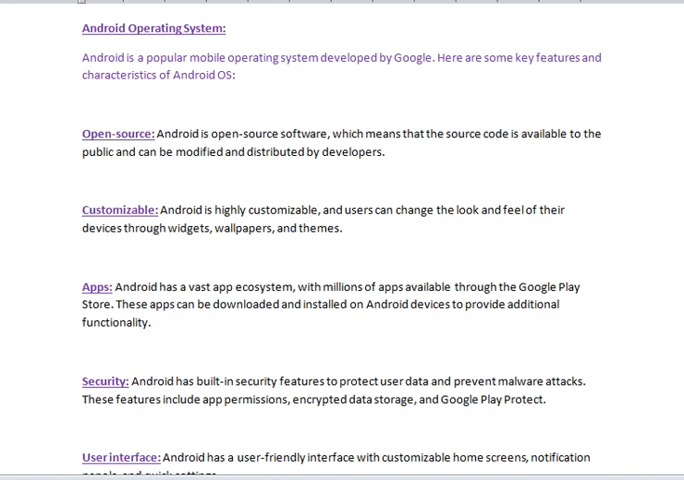 Android Operating System:
Android is a popular mobile operating system developed by Google. Here are some key features and
characteristics of Android OS:
Open-source: Android is open-source software, which means that the source code is available to the
public and can be modified and distributed by developers.
Customizable: Android is highly customizable, and users can change the look and feel of their
devices through widgets, wallpapers, and themes.
Apps: Android has a vast app ecosystem, with millions of apps available through the Google Play
Store. These apps can be downloaded and installed on Android devices to provide additional
functionality.
Security: Android has built-in security features to protect user data and prevent malware attacks.
These features include app permissions, encrypted data storage, and Google Play Protect.
User interface: Android has a user-friendly interface with customizable home screens, notification